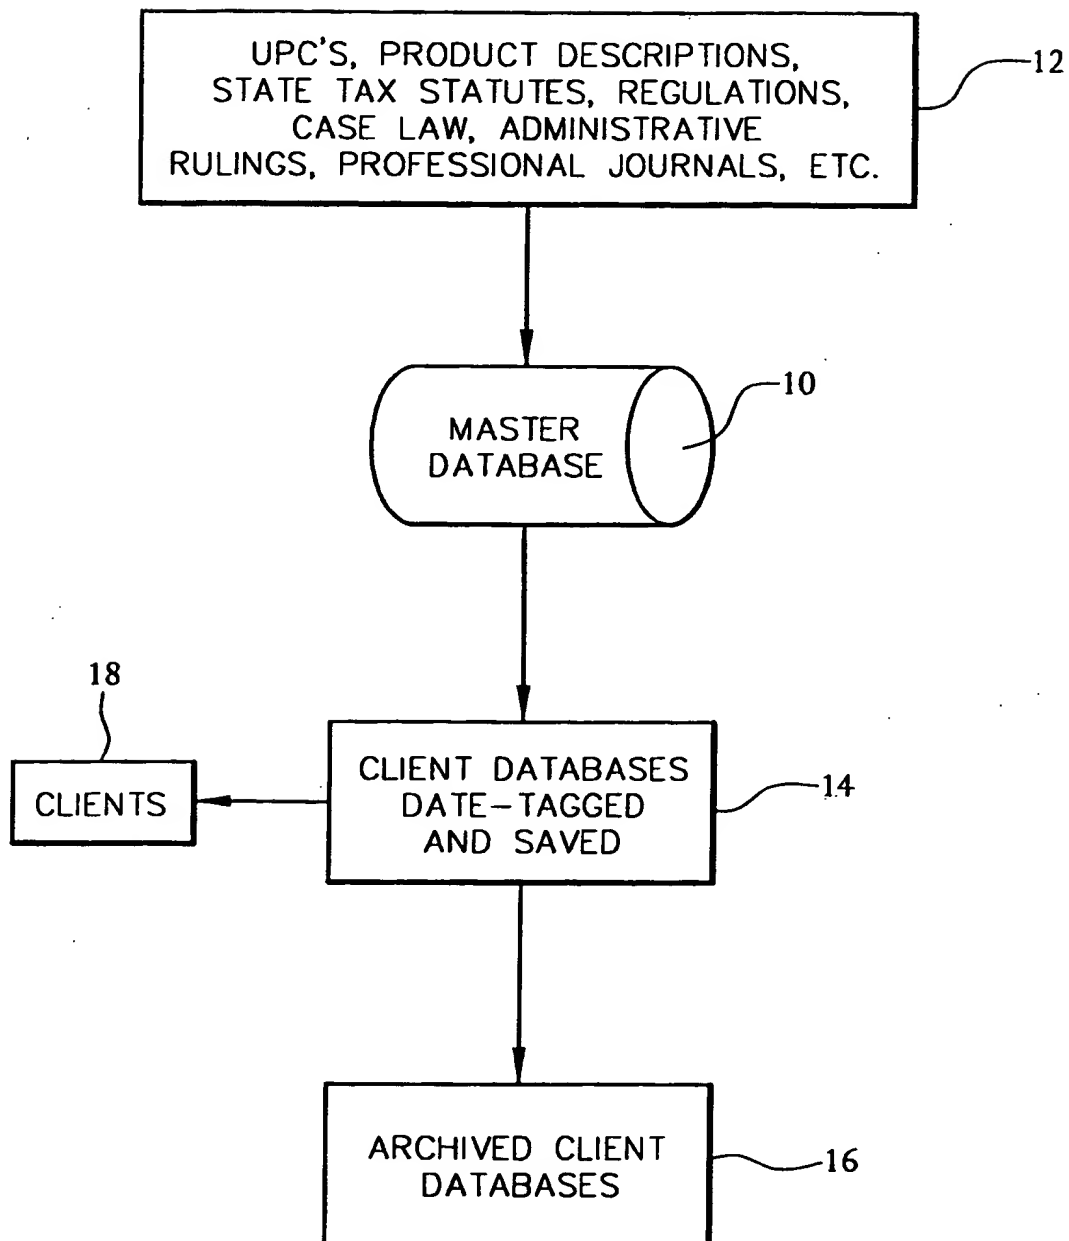 UPC'S, PRODUCT DESCRIPTIONS,
STATE TAX STATUTES, REGULATIONS,
CASE LAW, ADMINISTRATIVE
RULINGS, PROFESSIONAL JOURNALS, ETC.
12
MASTER
DATABASE
10
18
CLIENTS
CLIENT DATABASES
DATE-TAGGED
AND SAVED
14
ARCHIVED CLIENT
DATABASES
16